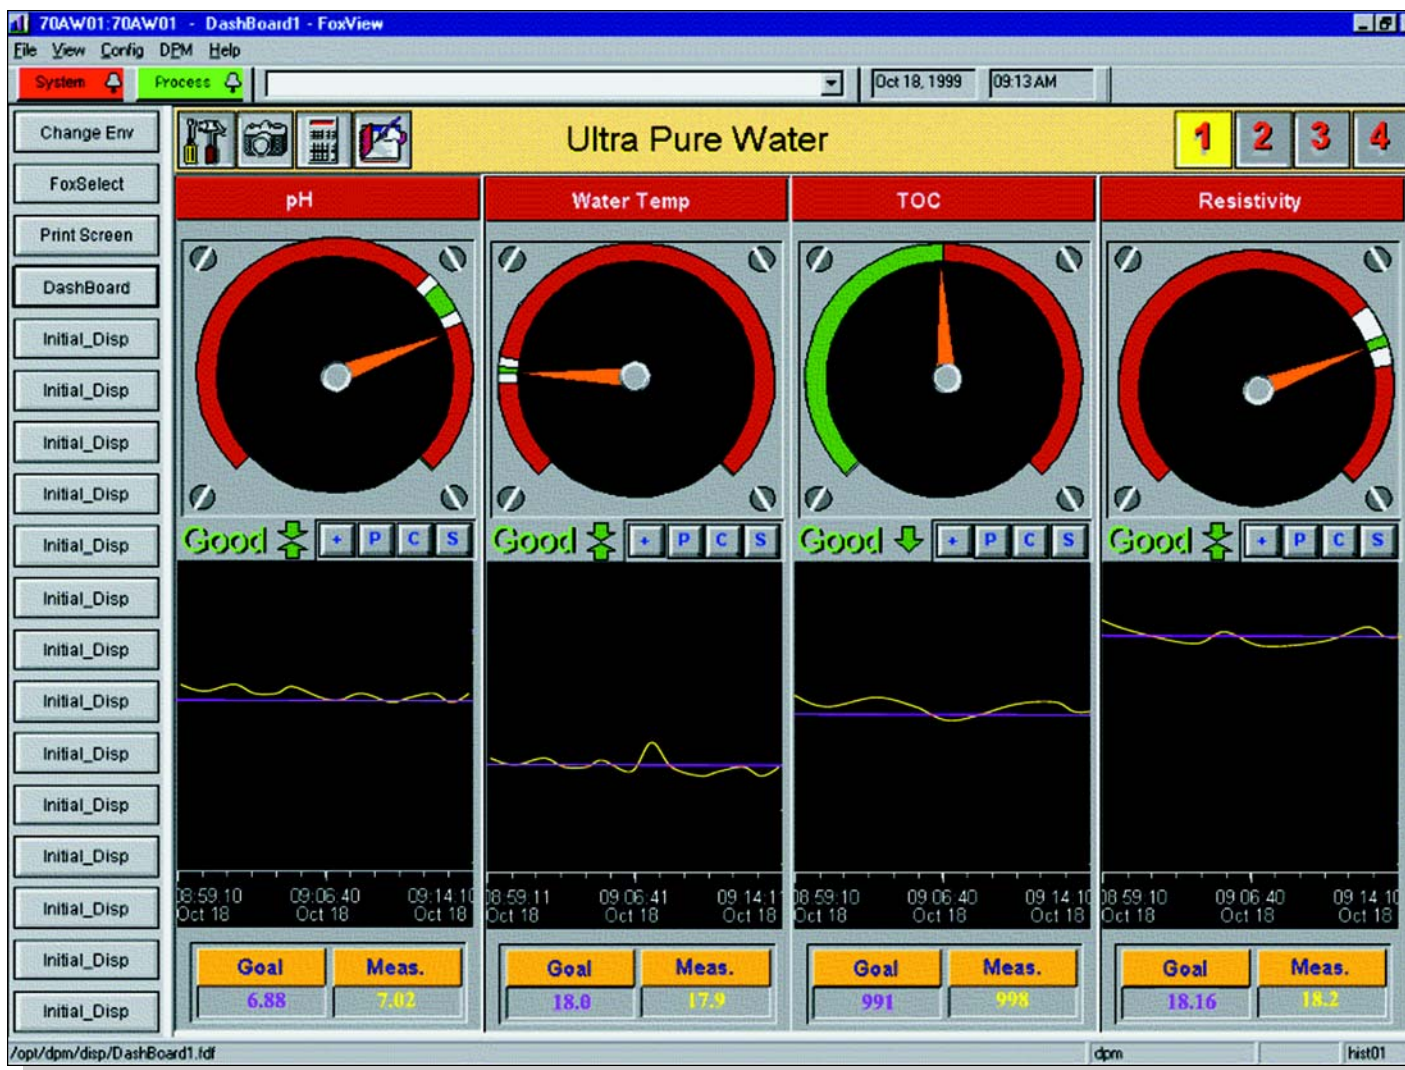 70AW01:70AW01 - DashBoard1 - FoxView
File View Config DPM Help
System Process Oct 18, 1999 09:13 AM
Change Env
FoxSelect
Print Screen
DashBoard
Initial_Disp
Initial_Disp
Initial_Disp
Initial_Disp
Initial_Disp
Initial_Disp
Initial_Disp
Initial_Disp
Initial_Disp
Initial_Disp
Initial_Disp
Initial_Disp
Initial_Disp
Initial_Disp
Ultra Pure Water 1 2 3 4
pH Water Temp TOC Resistivity
Good + P C S Good + P C S Good + P C S Good + P C S
08:59:10 09:06:40 09:14:10 08:59:11 09:06:41 09:14:11 08:59:10 09:06:40 09:14:10 08:59:10 09:06:40 09:14:10
Oct 18 Oct 18 Oct 18 Oct 18 Oct 18 Oct 18 Oct 18 Oct 18 Oct 18 Oct 18 Oct 18 Oct 18
Goal Meas. Goal Meas. Goal Meas. Goal Meas.
6.88 7.02 18.0 17.9 991 998 18.16 18.2
/opt/dpm/disp/DashBoard1.fdf dpm hist01